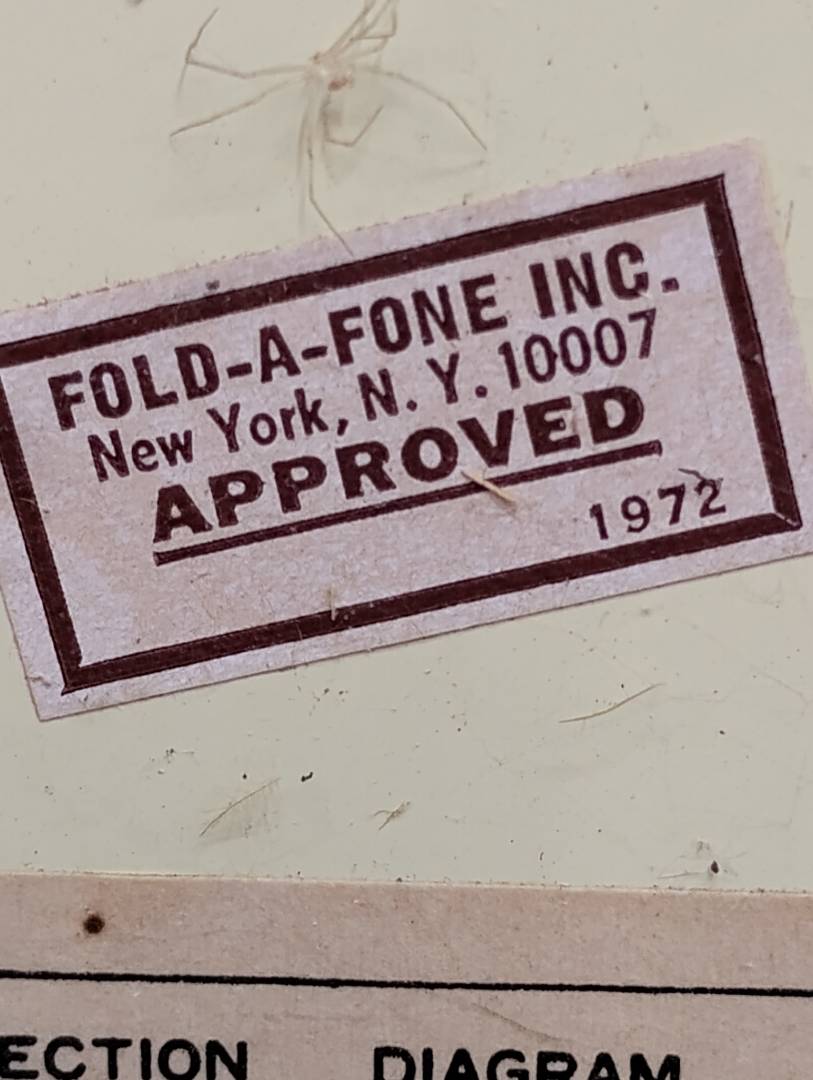 FOLD-A-FONE INC.
New York, N. Y. 10007
APPROVED
1972
ECTION DIAGRAM